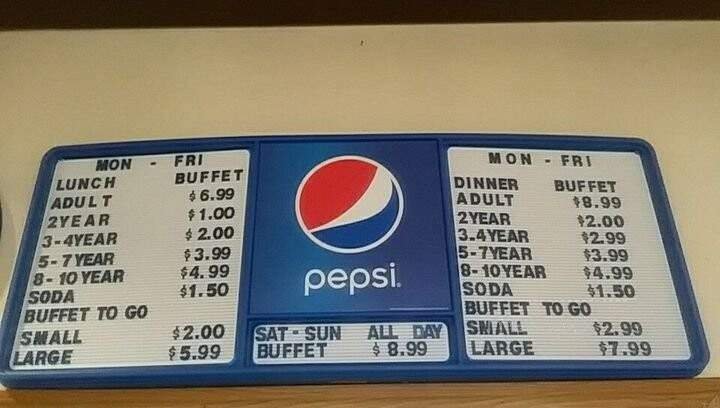 MON - FRI
LUNCH BUFFET
ADULT $6.99
2YEAR $1.00
3-4YEAR $2.00
5-7YEAR $3.99
8-10YEAR $4.99
SODA $1.50
BUFFET TO GO
SMALL $2.00
LARGE $5.99
pepsi.
SAT-SUN ALL DAY
BUFFET $8.99
MON - FRI
DINNER BUFFET
ADULT $8.99
2YEAR $2.00
3.4YEAR $2.99
5-7YEAR $3.99
8-10YEAR $4.99
SODA $1.50
BUFFET TO GO
SMALL $2.99
LARGE $7.99